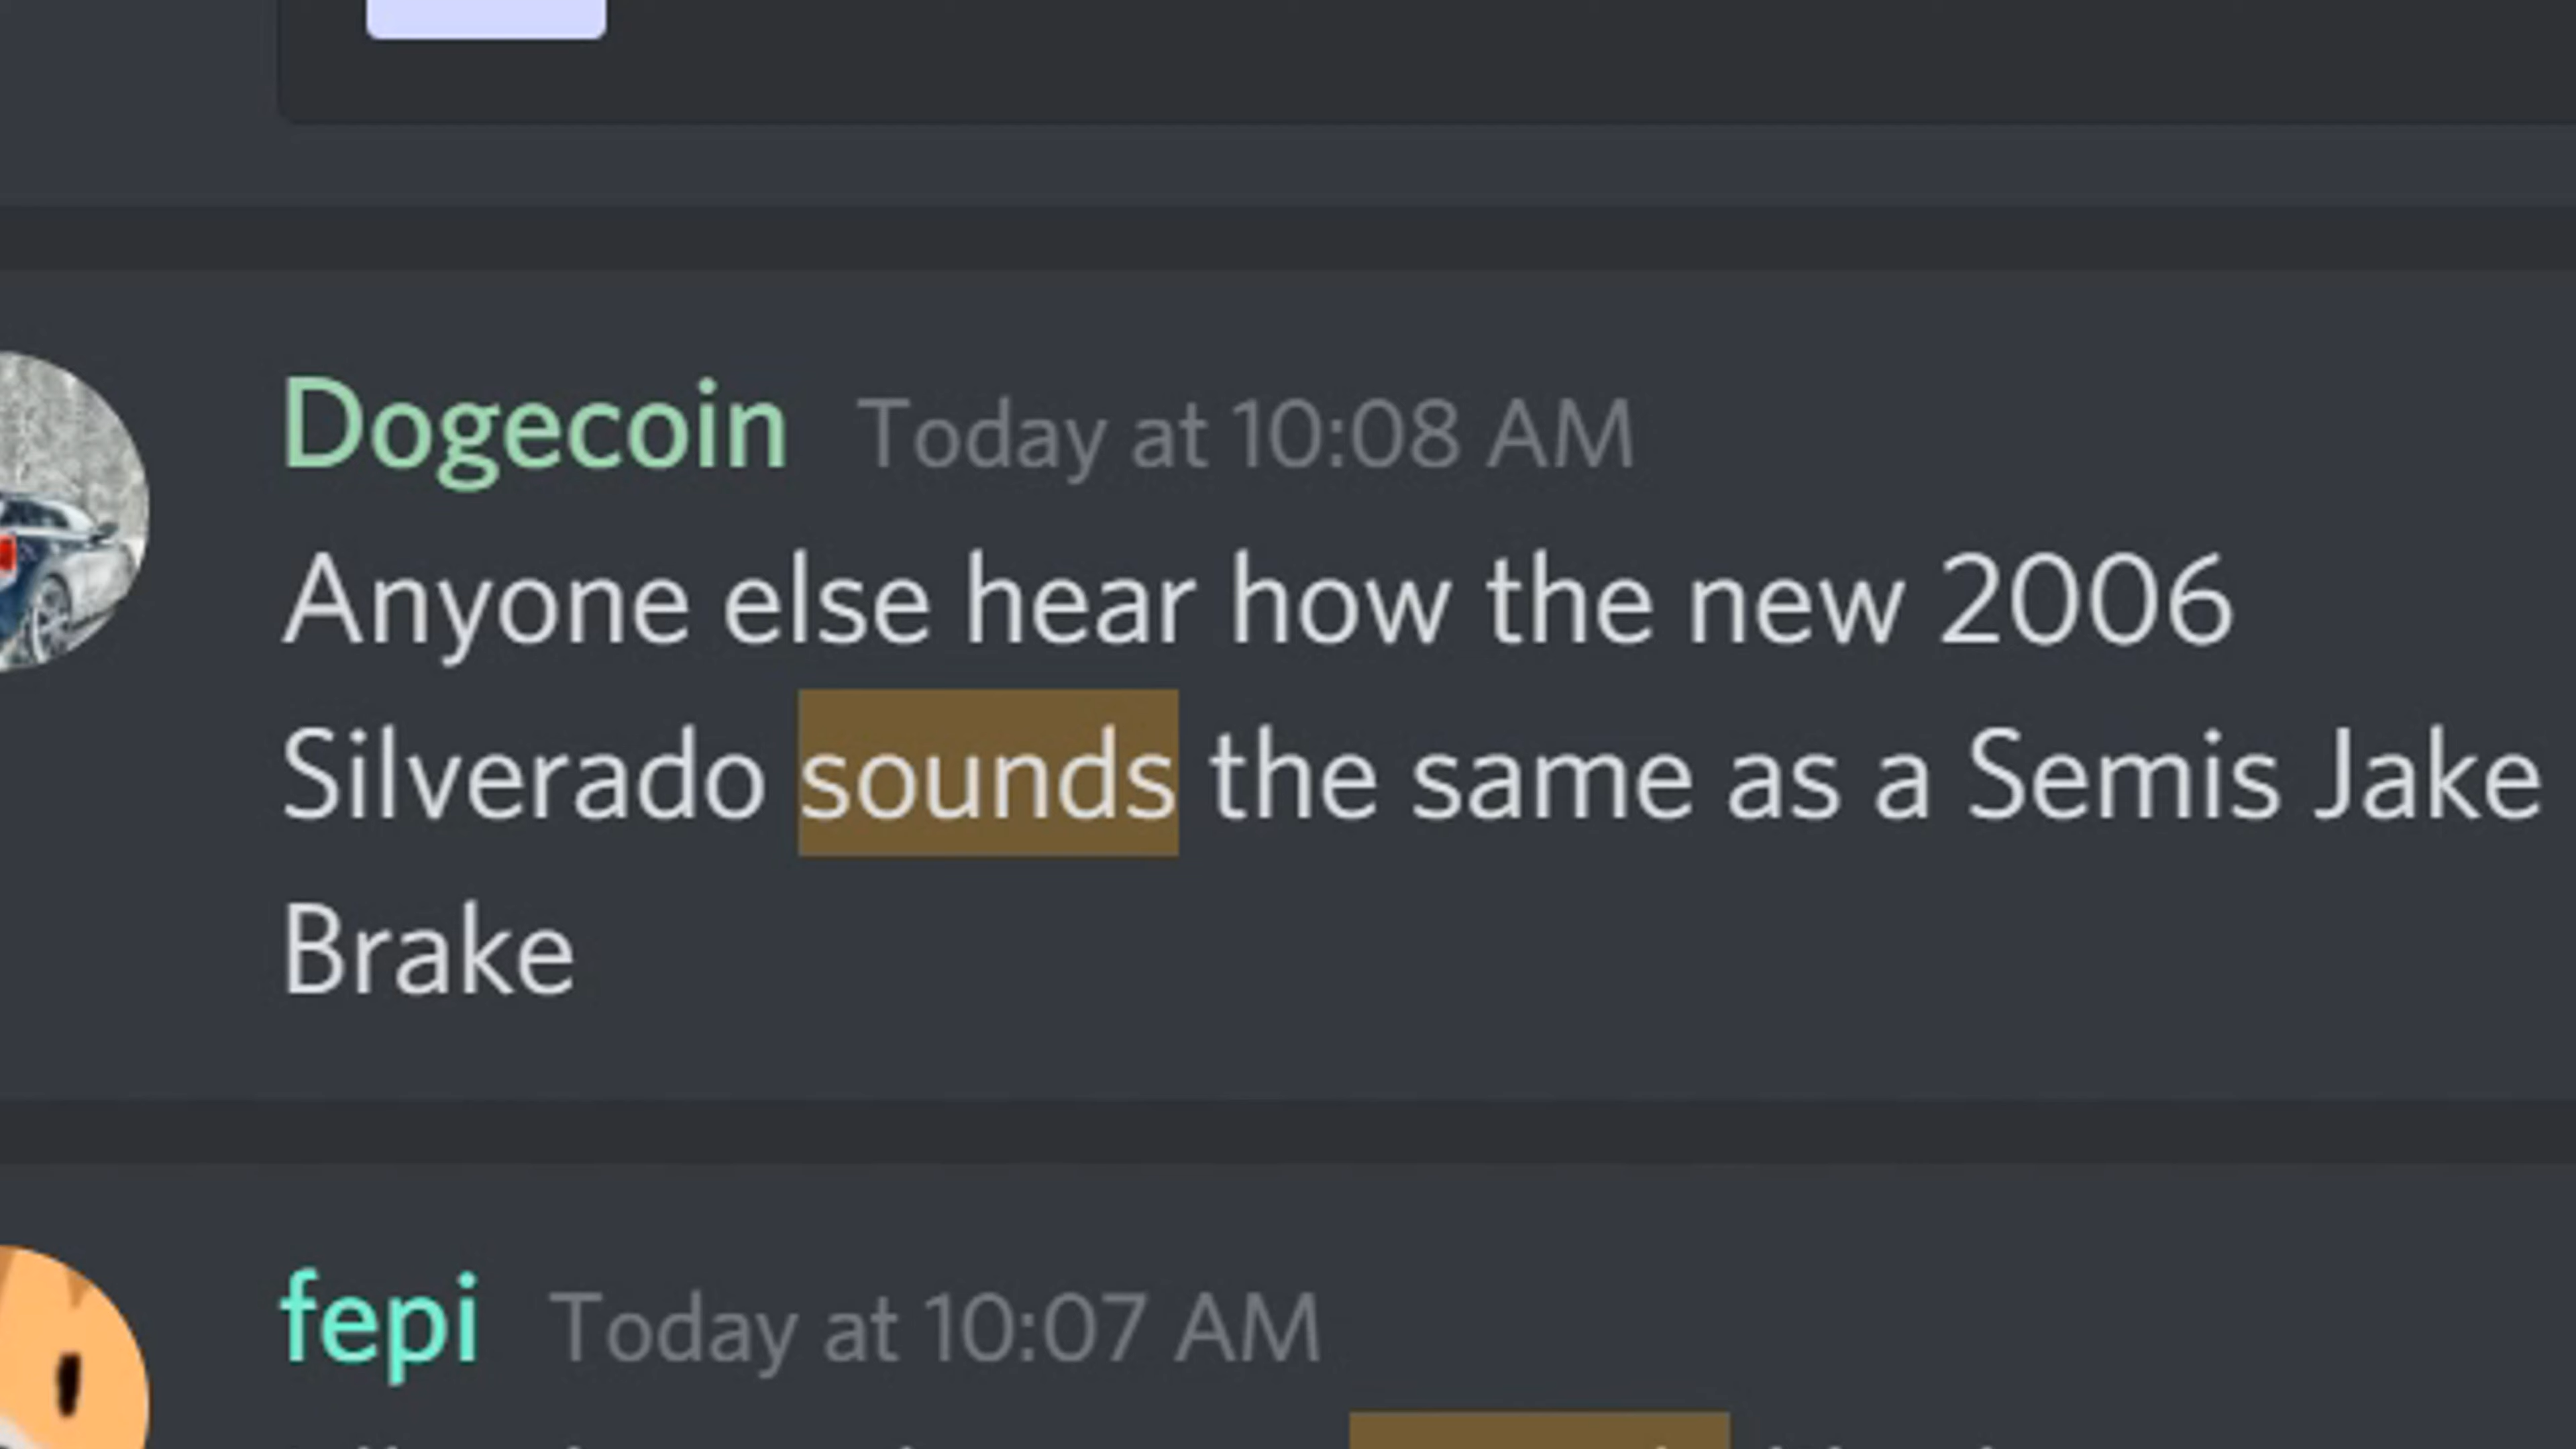 Dogecoin Today at 10:08 AM
Anyone else hear how the new 2006
Silverado sounds the same as a Semis Jake
Brake
fepi Today at 10:07 AM